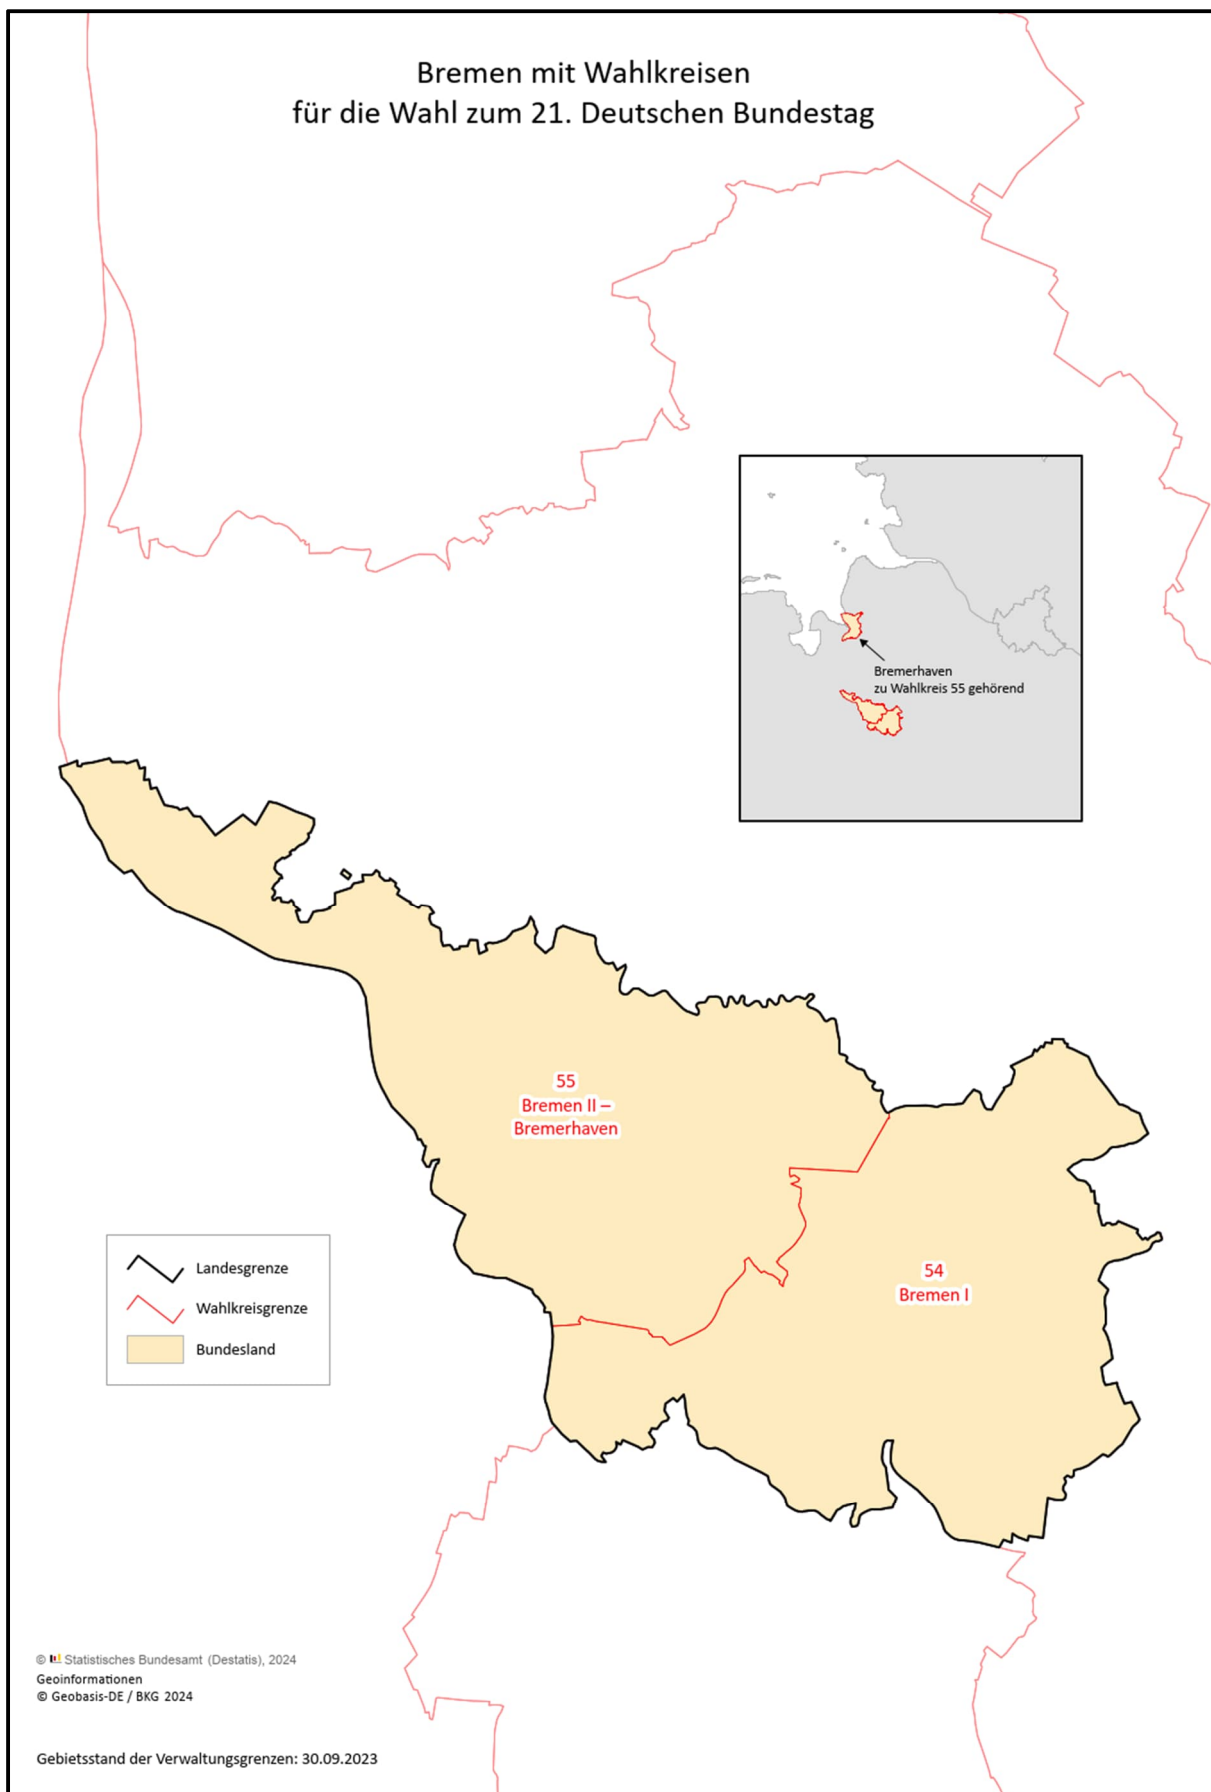 Bremen mit Wahlkreisen
für die Wahl zum 21. Deutschen Bundestag
Bremerhaven
zu Wahlkreis 55 gehörend
55
Bremen II –
Bremerhaven
54
Bremen I
Landesgrenze
Wahlkreisgrenze
Bundesland
© Statistisches Bundesamt (Destatis), 2024
Geoinformationen
© Geobasis-DE / BKG 2024
Gebietsstand der Verwaltungsgrenzen: 30.09.2023